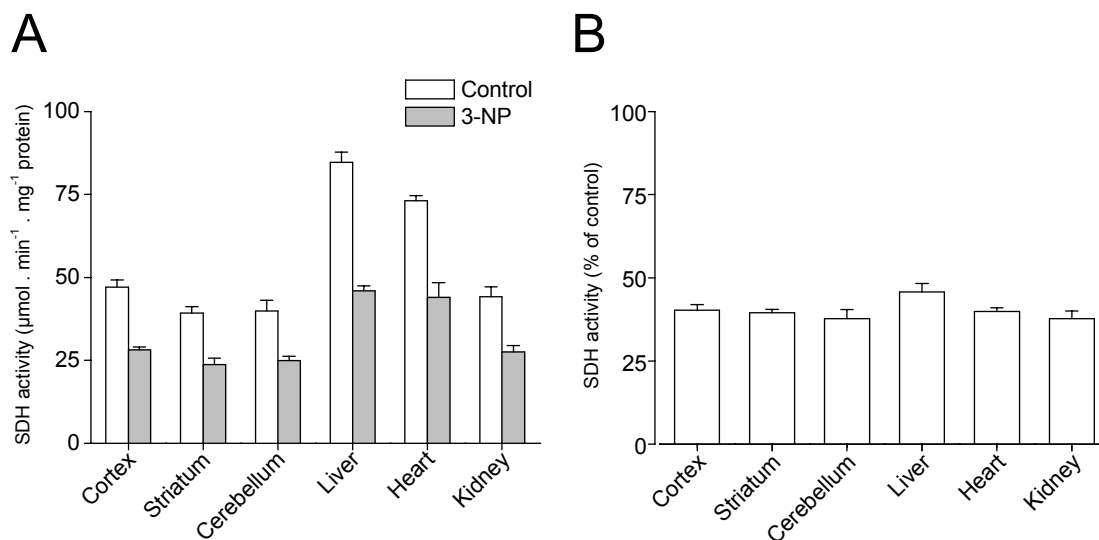 A
Control
3-NP
SDH activity (µmol . min⁻¹ . mg⁻¹ protein)
100
75
50
25
0
Cortex
Striatum
Cerebellum
Liver
Heart
Kidney
B
SDH activity (% of control)
100
75
50
25
0
Cortex
Striatum
Cerebellum
Liver
Heart
Kidney